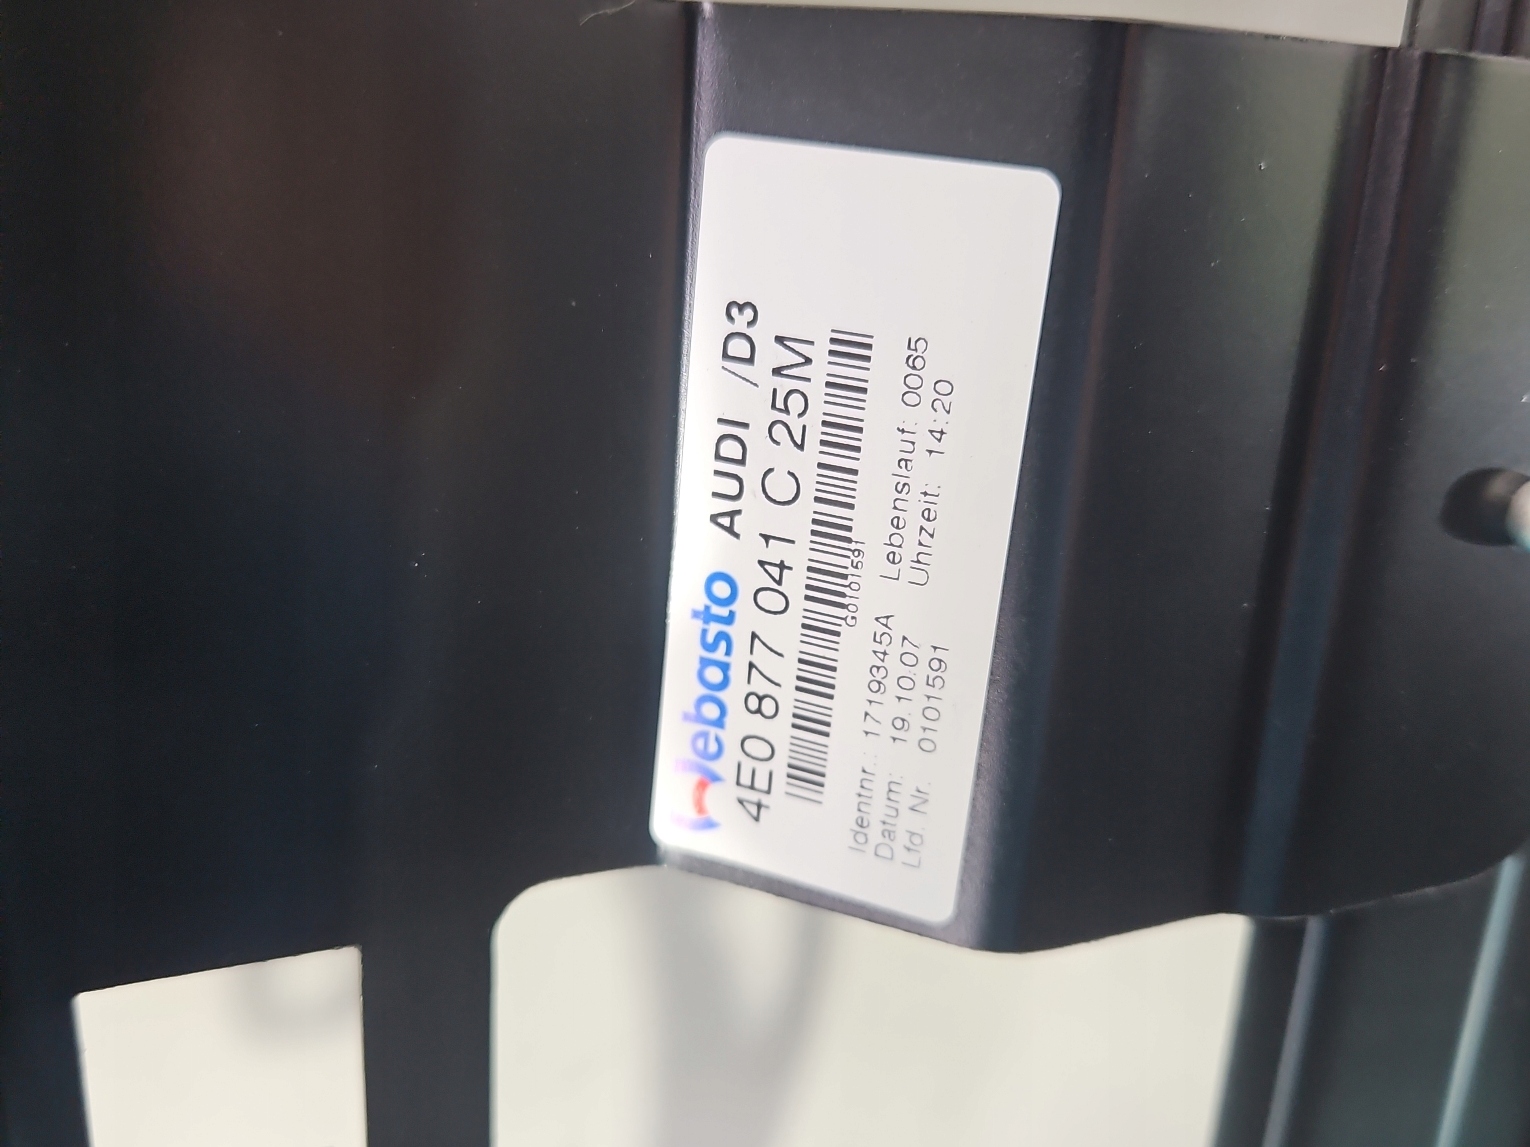 Webasto AUDI /D3
4E0 877 041 C 25M
G0101591
Identnr.: 1719345A Lebenslauf: 0065
Datum: 19.10.07 Uhrzeit: 14:20
Lfd. Nr. 0101591